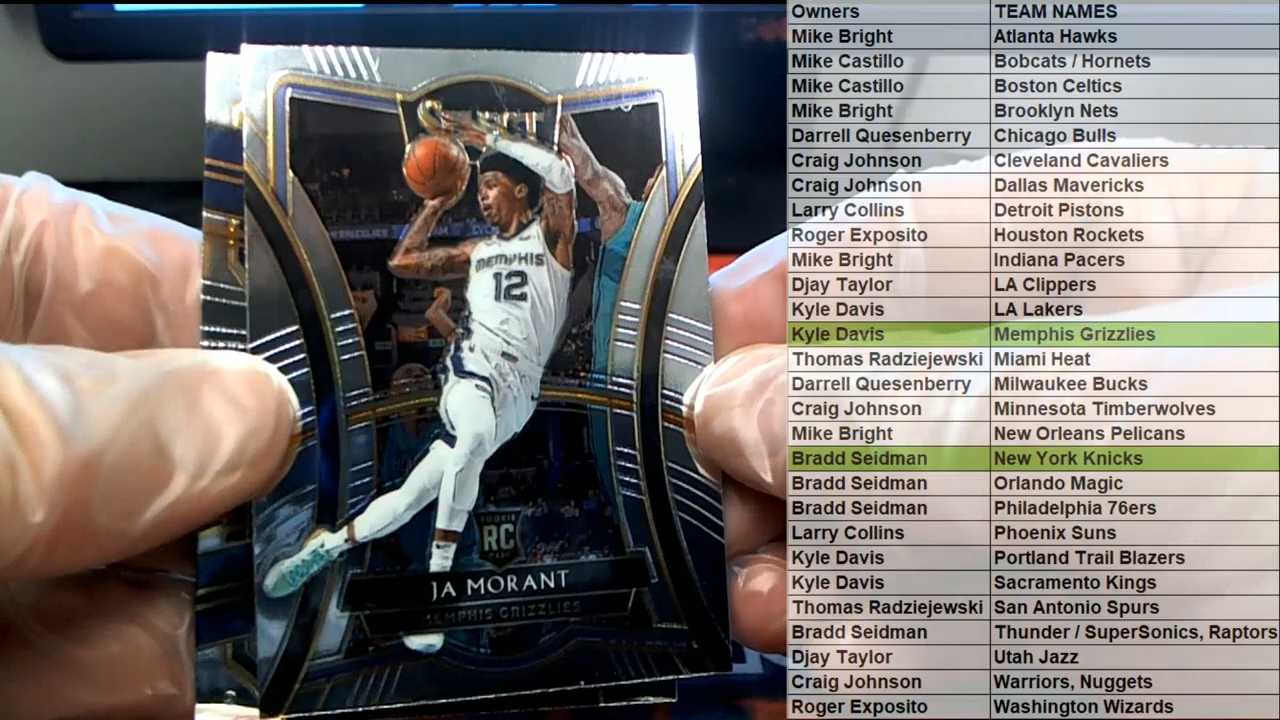 MEMPHIS
12
ROOKIE
RC
JA MORANT
MEMPHIS GRIZZLIES
Owners TEAM NAMES
Mike Bright Atlanta Hawks
Mike Castillo Bobcats / Hornets
Mike Castillo Boston Celtics
Mike Bright Brooklyn Nets
Darrell Quesenberry Chicago Bulls
Craig Johnson Cleveland Cavaliers
Craig Johnson Dallas Mavericks
Larry Collins Detroit Pistons
Roger Exposito Houston Rockets
Mike Bright Indiana Pacers
Djay Taylor LA Clippers
Kyle Davis LA Lakers
Kyle Davis Memphis Grizzlies
Thomas Radziejewski Miami Heat
Darrell Quesenberry Milwaukee Bucks
Craig Johnson Minnesota Timberwolves
Mike Bright New Orleans Pelicans
Bradd Seidman New York Knicks
Bradd Seidman Orlando Magic
Bradd Seidman Philadelphia 76ers
Larry Collins Phoenix Suns
Kyle Davis Portland Trail Blazers
Kyle Davis Sacramento Kings
Thomas Radziejewski San Antonio Spurs
Bradd Seidman Thunder / SuperSonics, Raptors
Djay Taylor Utah Jazz
Craig Johnson Warriors, Nuggets
Roger Exposito Washington Wizards